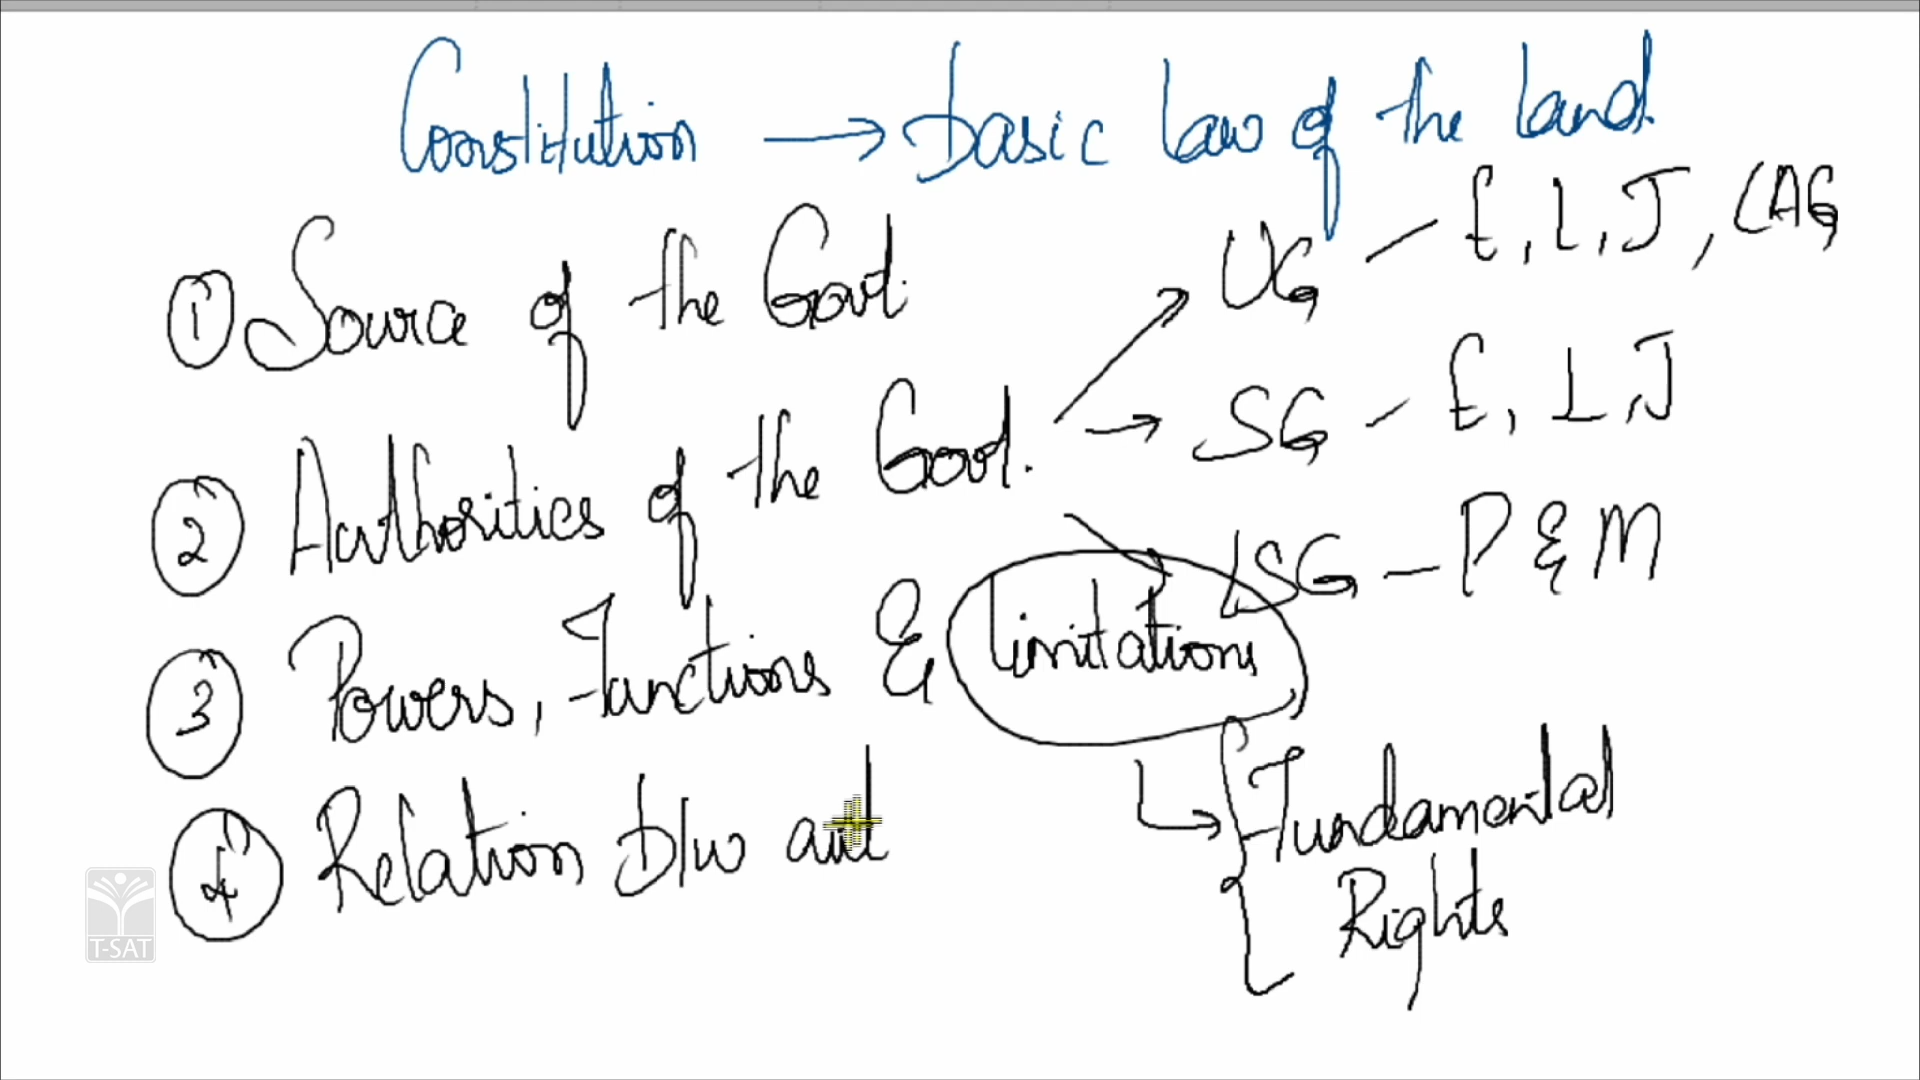 Constitution → basic law of the land
① Source of the Govt.
UG - E, L, J, CAG
② Authorities of the Govt.
SG - E, L, J
LSG - P & M
③ Powers, Functions & Limitations
Fundamental
Rights
④ Relation b/w aut
T-SAT